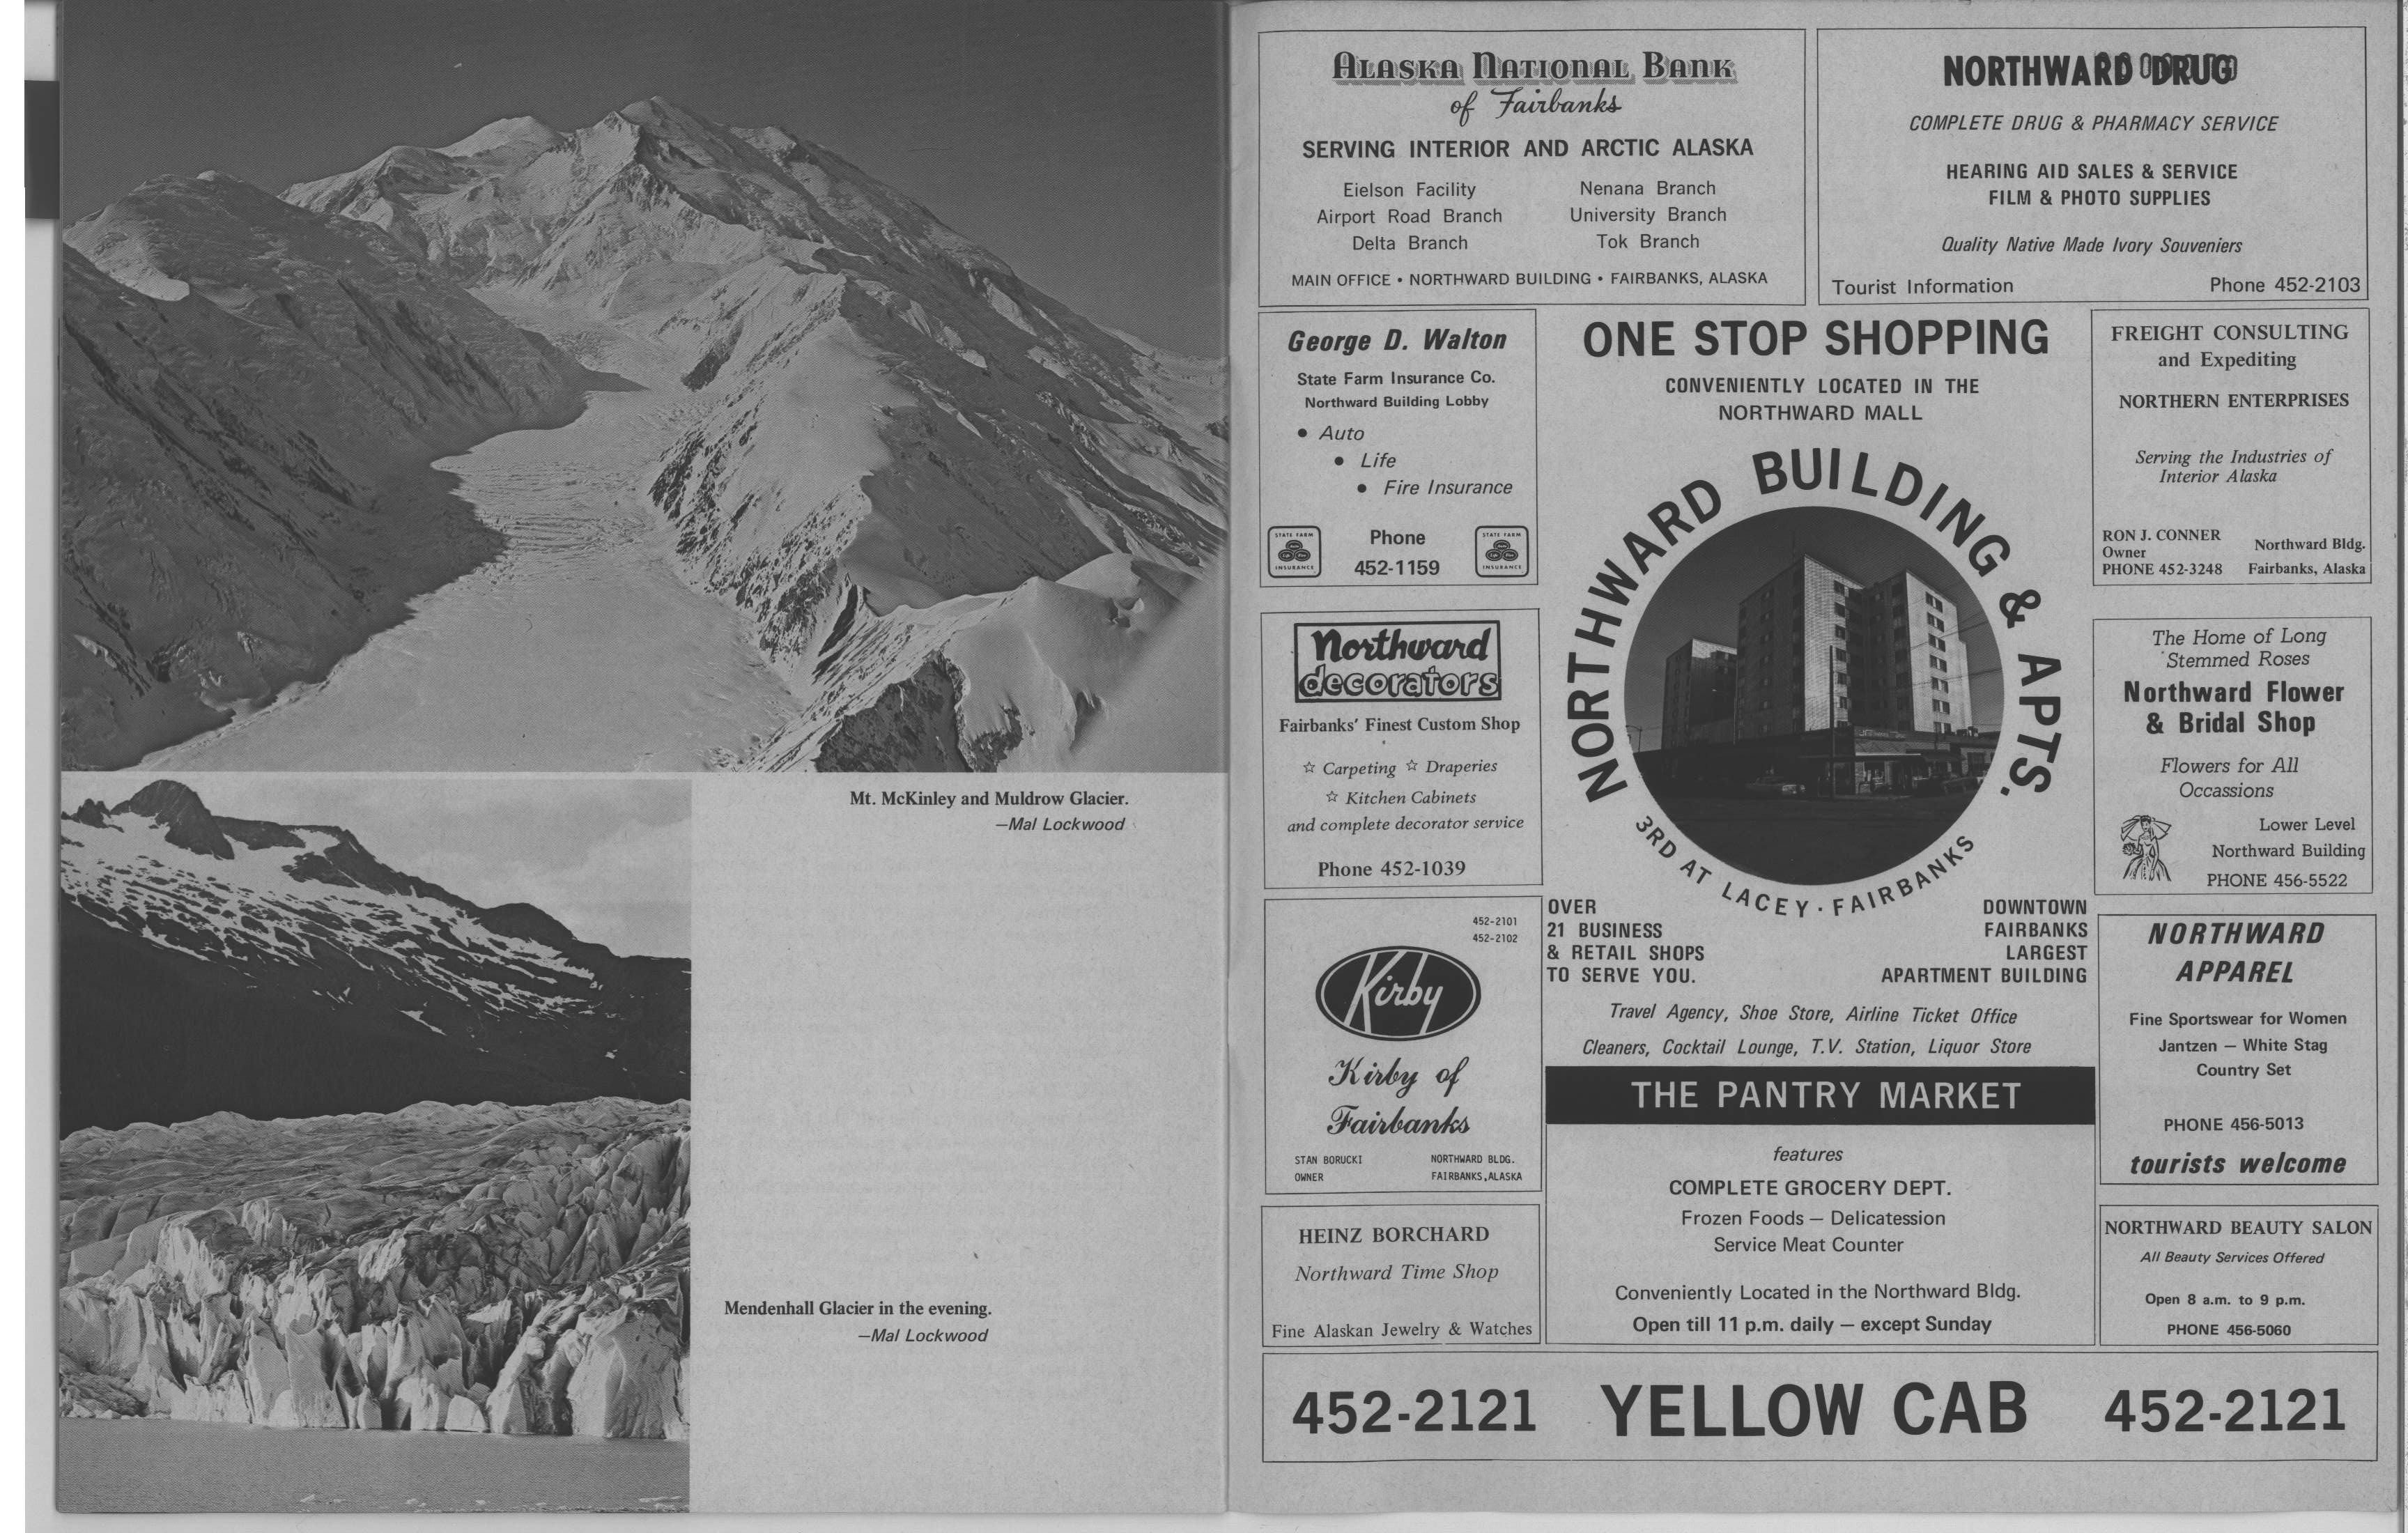 Mt. McKinley and Muldrow Glacier.
—Mal Lockwood
Mendenhall Glacier in the evening.
—Mal Lockwood
ALASKA NATIONAL BANK
of Fairbanks
SERVING INTERIOR AND ARCTIC ALASKA
Eielson Facility
Airport Road Branch
Delta Branch
Nenana Branch
University Branch
Tok Branch
MAIN OFFICE • NORTHWARD BUILDING • FAIRBANKS, ALASKA
NORTHWARD DRUG
COMPLETE DRUG & PHARMACY SERVICE
HEARING AID SALES & SERVICE
FILM & PHOTO SUPPLIES
Quality Native Made Ivory Souveniers
Tourist Information Phone 452-2103
George D. Walton
State Farm Insurance Co.
Northward Building Lobby
• Auto
• Life
• Fire Insurance
STATE FARM
INSURANCE
Phone
452-1159
STATE FARM
INSURANCE
Northward
decorators
Fairbanks' Finest Custom Shop
☆ Carpeting ☆ Draperies
☆ Kitchen Cabinets
and complete decorator service
Phone 452-1039
452-2101
452-2102
Kirby
Kirby of
Fairbanks
STAN BORUCKI
OWNER
NORTHWARD BLDG.
FAIRBANKS, ALASKA
HEINZ BORCHARD
Northward Time Shop
Fine Alaskan Jewelry & Watches
ONE STOP SHOPPING
CONVENIENTLY LOCATED IN THE
NORTHWARD MALL
NORTHWARD BUILDING & APTS.
3RD AT LACEY · FAIRBANKS
OVER
21 BUSINESS
& RETAIL SHOPS
TO SERVE YOU.
DOWNTOWN
FAIRBANKS
LARGEST
APARTMENT BUILDING
Travel Agency, Shoe Store, Airline Ticket Office
Cleaners, Cocktail Lounge, T.V. Station, Liquor Store
THE PANTRY MARKET
features
COMPLETE GROCERY DEPT.
Frozen Foods — Delicatession
Service Meat Counter
Conveniently Located in the Northward Bldg.
Open till 11 p.m. daily — except Sunday
FREIGHT CONSULTING
and Expediting
NORTHERN ENTERPRISES
Serving the Industries of
Interior Alaska
RON J. CONNER
Owner
PHONE 452-3248
Northward Bldg.
Fairbanks, Alaska
The Home of Long
Stemmed Roses
Northward Flower
& Bridal Shop
Flowers for All
Occassions
Lower Level
Northward Building
PHONE 456-5522
NORTHWARD
APPAREL
Fine Sportswear for Women
Jantzen — White Stag
Country Set
PHONE 456-5013
tourists welcome
NORTHWARD BEAUTY SALON
All Beauty Services Offered
Open 8 a.m. to 9 p.m.
PHONE 456-5060
452-2121 YELLOW CAB 452-2121